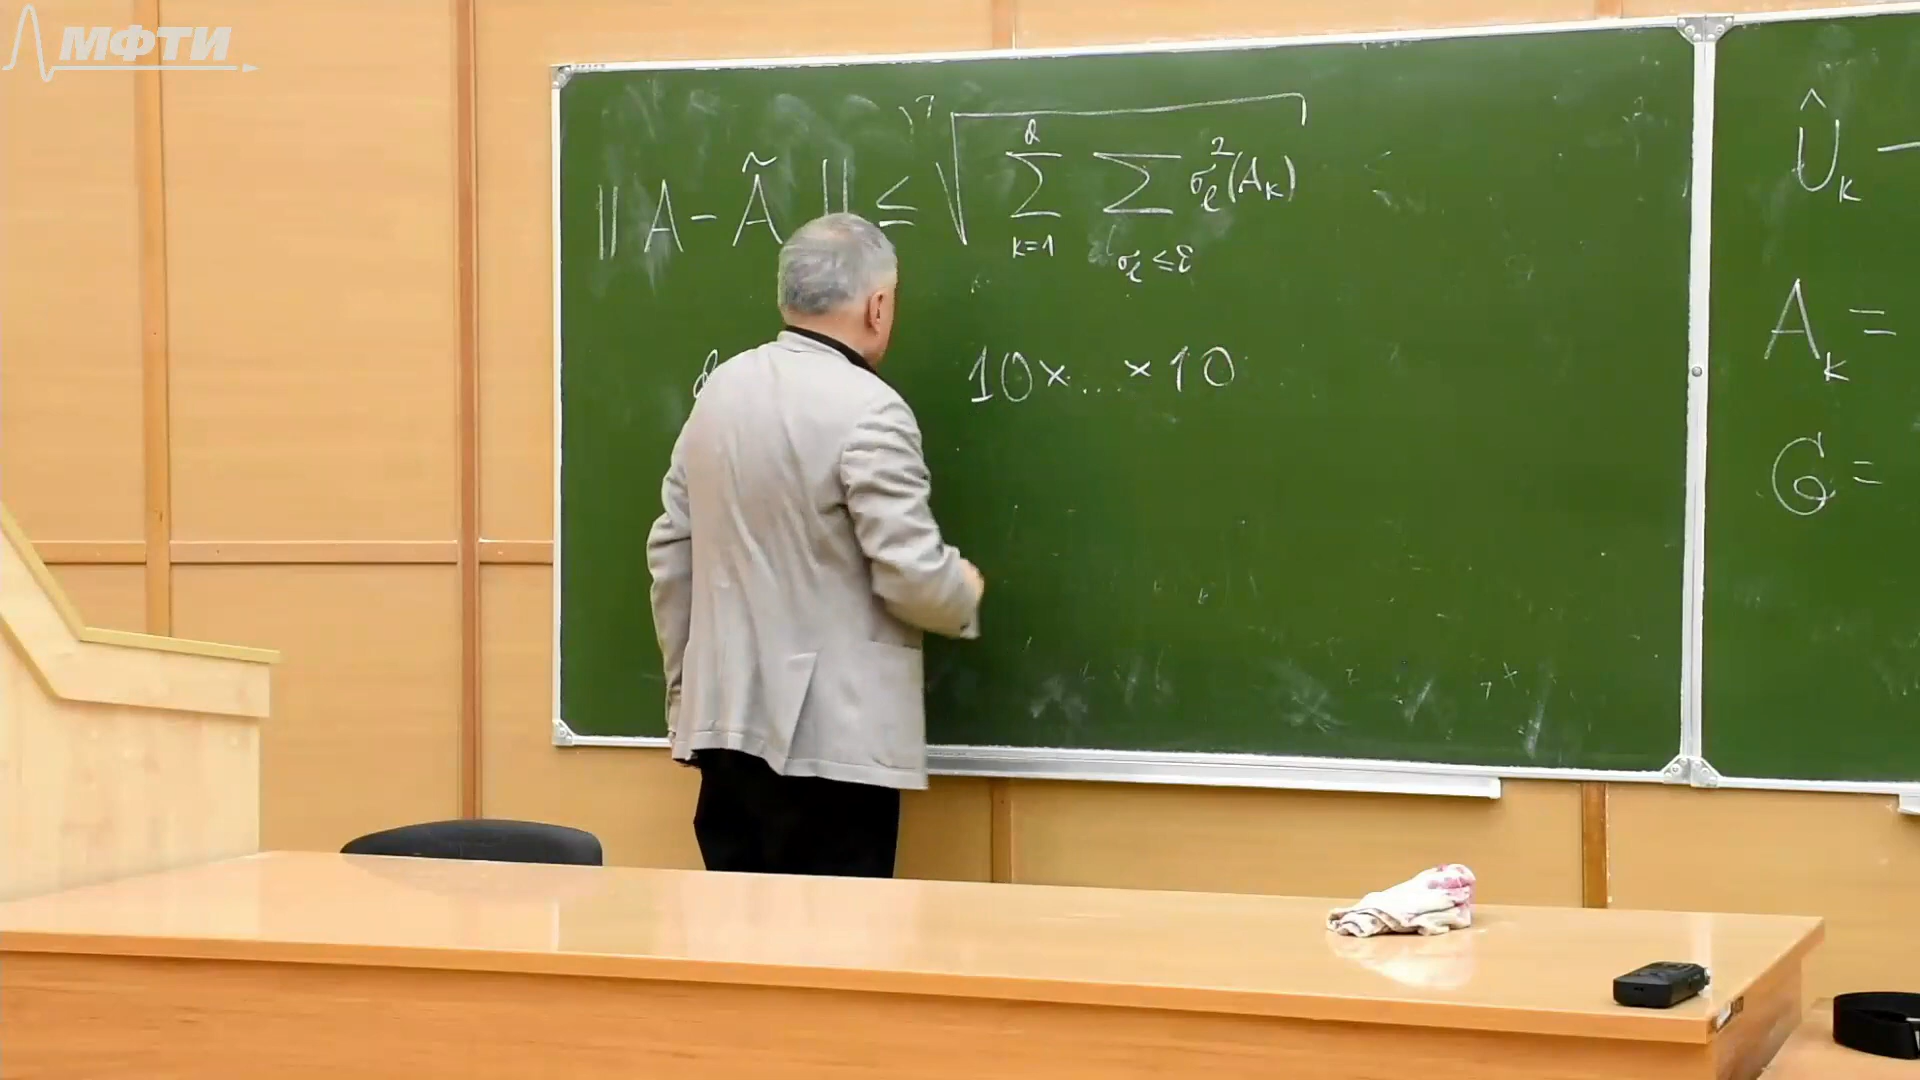 МФТИ
‖A - Ã‖ ≤ √ d ∑ k=1 ∑ σ_l ≤ ε σ_l^2 (A_k)
d 10×...×10
Û_k -
A_k =
G =